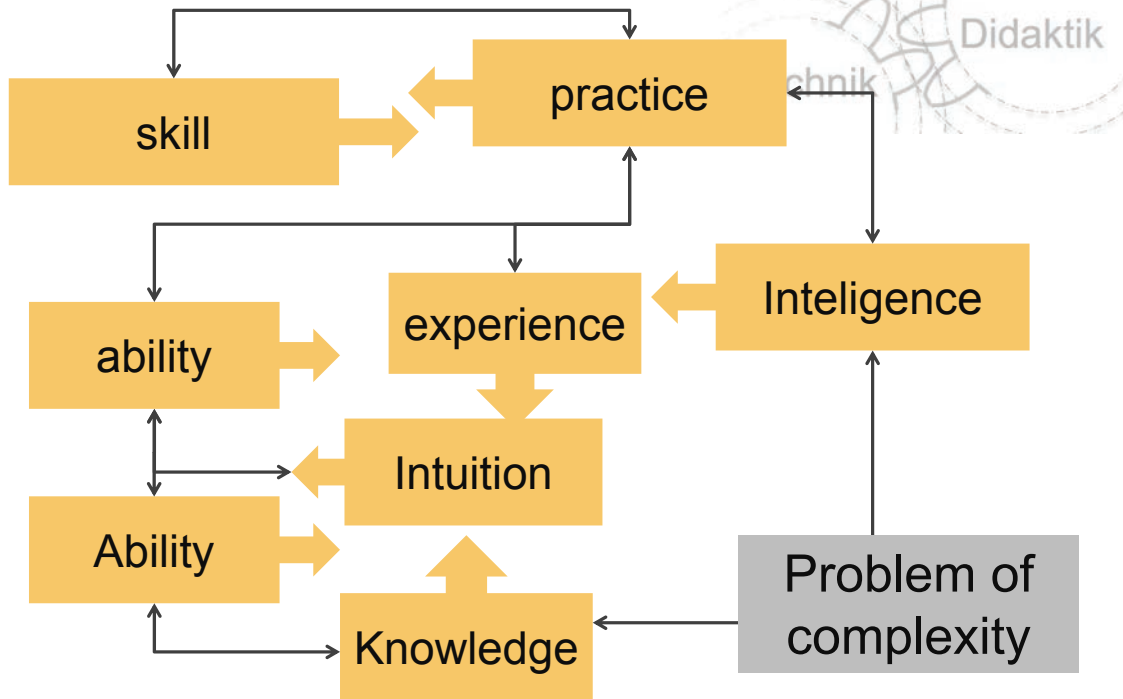 Didaktik
chnik
practice
skill
Inteligence
experience
ability
Intuition
Ability
Problem of
complexity
Knowledge